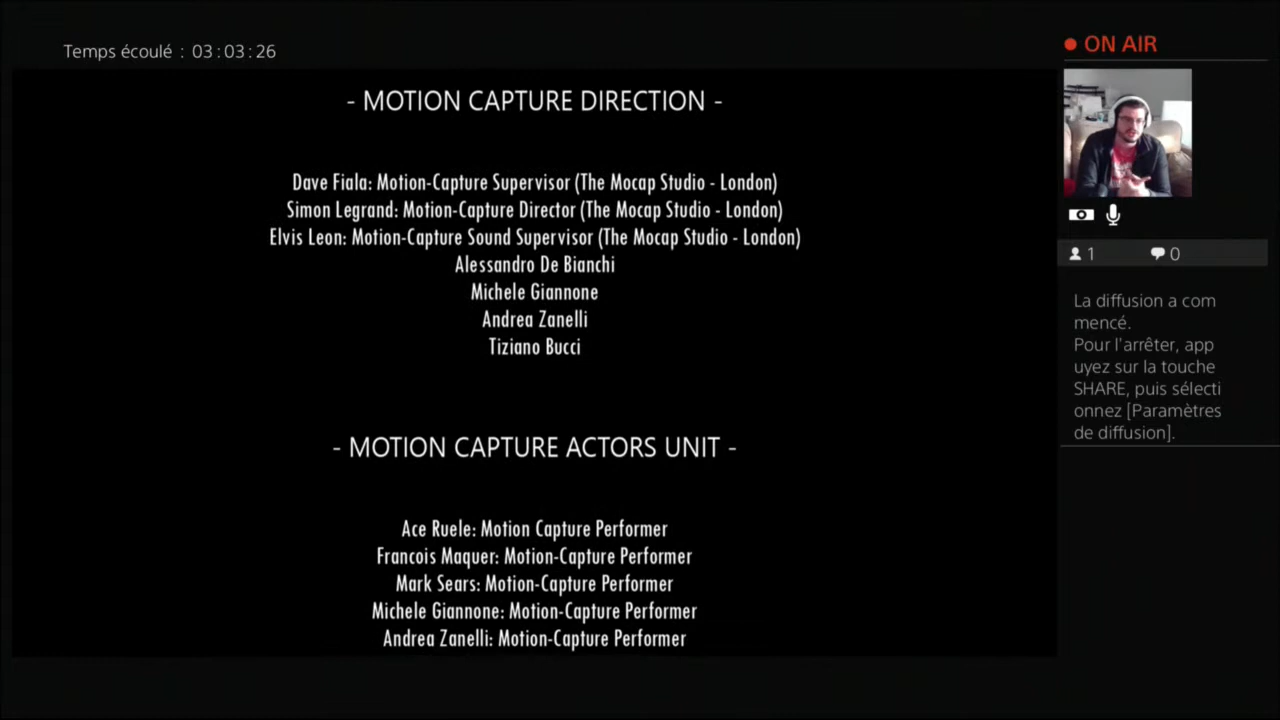 Temps écoulé : 03:03:26
ON AIR
- MOTION CAPTURE DIRECTION -
Dave Fiala: Motion-Capture Supervisor (The Mocap Studio - London)
Simon Legrand: Motion-Capture Director (The Mocap Studio - London)
Elvis Leon: Motion-Capture Sound Supervisor (The Mocap Studio - London)
Alessandro De Bianchi
Michele Giannone
Andrea Zanelli
Tiziano Bucci
- MOTION CAPTURE ACTORS UNIT -
Ace Ruele: Motion Capture Performer
Francois Maquer: Motion-Capture Performer
Mark Sears: Motion-Capture Performer
Michele Giannone: Motion-Capture Performer
Andrea Zanelli: Motion-Capture Performer
1 0
La diffusion a com
mencé.
Pour l'arrêter, app
uyez sur la touche
SHARE, puis sélecti
onnez [Paramètres
de diffusion].